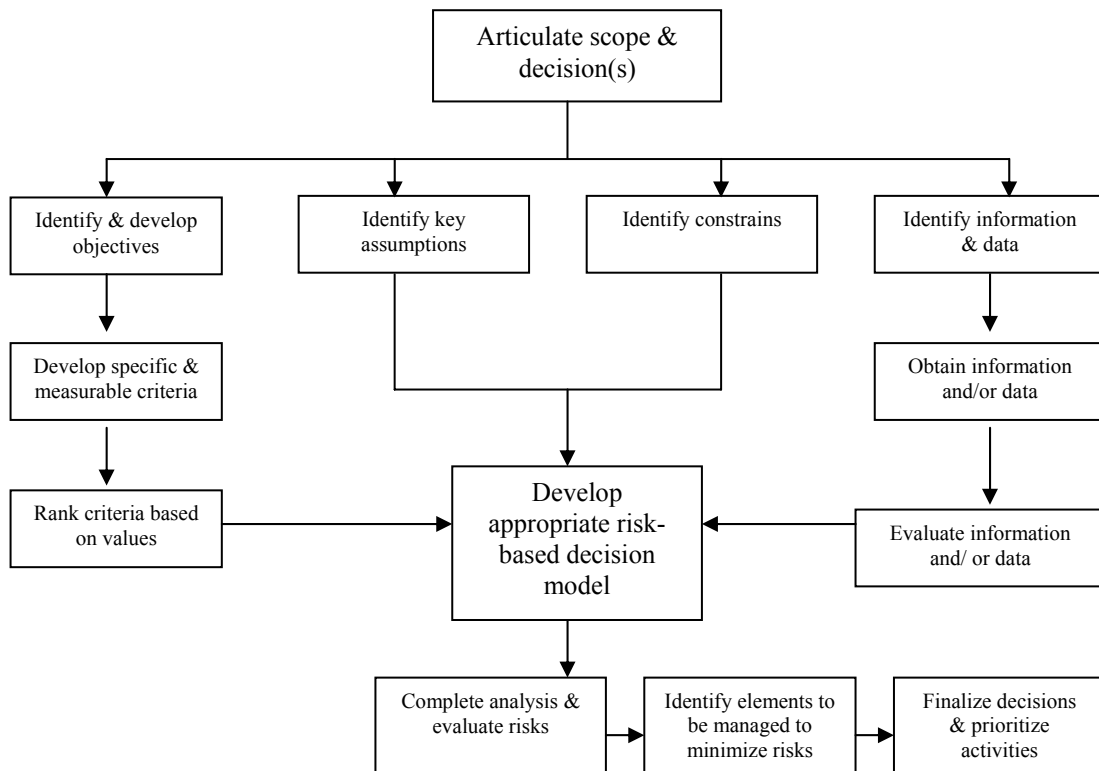 Articulate scope &
decision(s)
Identify & develop
objectives
Identify key
assumptions
Identify constrains
Identify information
& data
Develop specific &
measurable criteria
Obtain information
and/or data
Rank criteria based
on values
Develop
appropriate risk-
based decision
model
Evaluate information
and/ or data
Complete analysis &
evaluate risks
Identify elements to
be managed to
minimize risks
Finalize decisions
& prioritize
activities